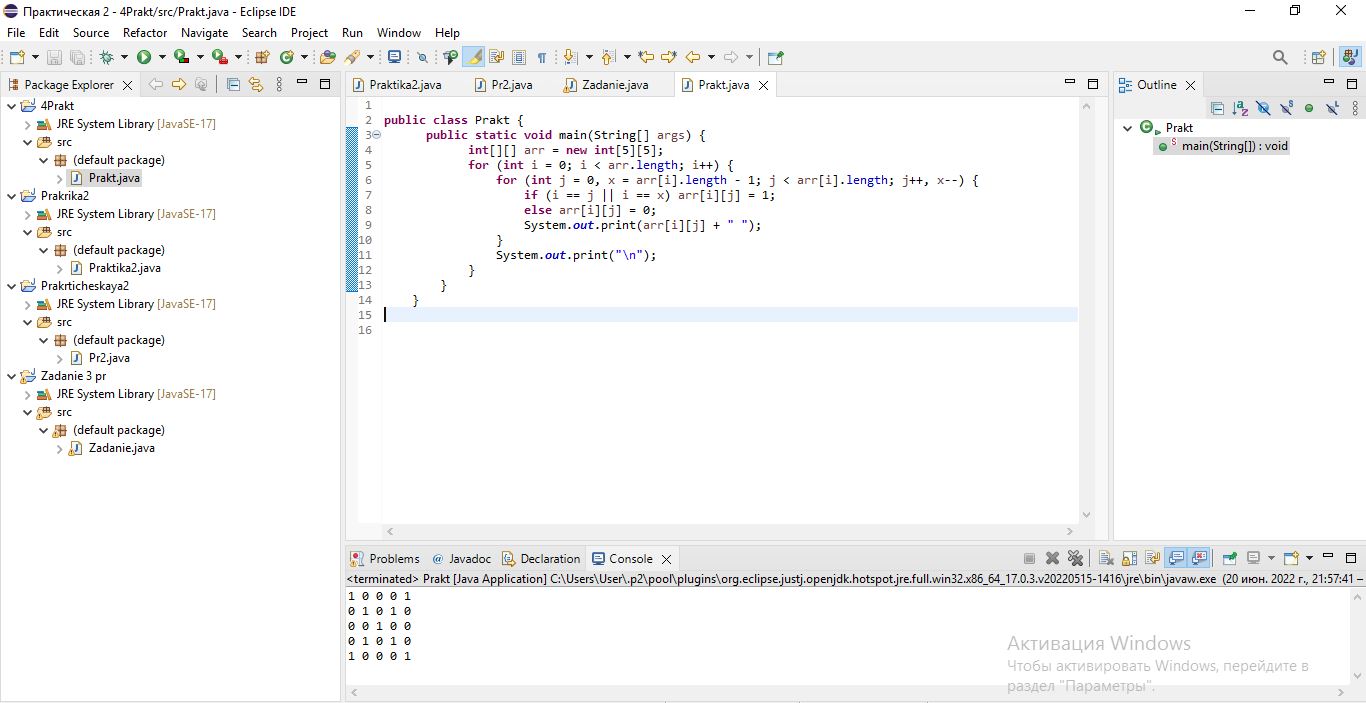 Практическая 2 - 4Prakt/src/Prakt.java - Eclipse IDE
File Edit Source Refactor Navigate Search Project Run Window Help
Package Explorer
4Prakt
JRE System Library [JavaSE-17]
src
(default package)
Prakt.java
Prakrika2
JRE System Library [JavaSE-17]
src
(default package)
Praktika2.java
Prakrticheskaya2
JRE System Library [JavaSE-17]
src
(default package)
Pr2.java
Zadanie 3 pr
JRE System Library [JavaSE-17]
src
(default package)
Zadanie.java
Praktika2.java Pr2.java Zadanie.java Prakt.java
1
2 public class Prakt {
3 public static void main(String[] args) {
4 int[][] arr = new int[5][5];
5 for (int i = 0; i < arr.length; i++) {
6 for (int j = 0, x = arr[i].length - 1; j < arr[i].length; j++, x--) {
7 if (i == j || i == x) arr[i][j] = 1;
8 else arr[i][j] = 0;
9 System.out.print(arr[i][j] + " ");
10 }
11 System.out.print("\n");
12 }
13 }
14 }
15
16
Outline
Prakt
main(String[]) : void
Problems @ Javadoc Declaration Console
<terminated> Prakt [Java Application] C:\Users\User\.p2\pool\plugins\org.eclipse.justj.openjdk.hotspot.jre.full.win32.x86_64_17.0.3.v20220515-1416\jre\bin\javaw.exe (20 июн. 2022 г., 21:57:41 –
1 0 0 0 1
0 1 0 1 0
0 0 1 0 0
0 1 0 1 0
1 0 0 0 1
Активация Windows
Чтобы активировать Windows, перейдите в
раздел "Параметры".